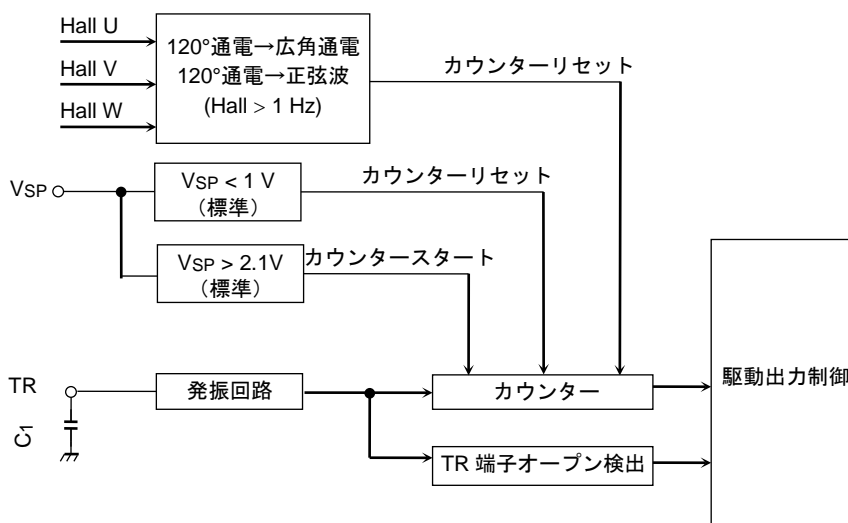 Hall U
Hall V
Hall W
120°通電→広角通電
120°通電→正弦波
(Hall > 1 Hz)
カウンターリセット
VSP
VSP < 1 V
(標準)
カウンターリセット
VSP > 2.1V
(標準)
カウンタースタート
TR
C1
発振回路
カウンター
TR 端子オープン検出
駆動出力制御